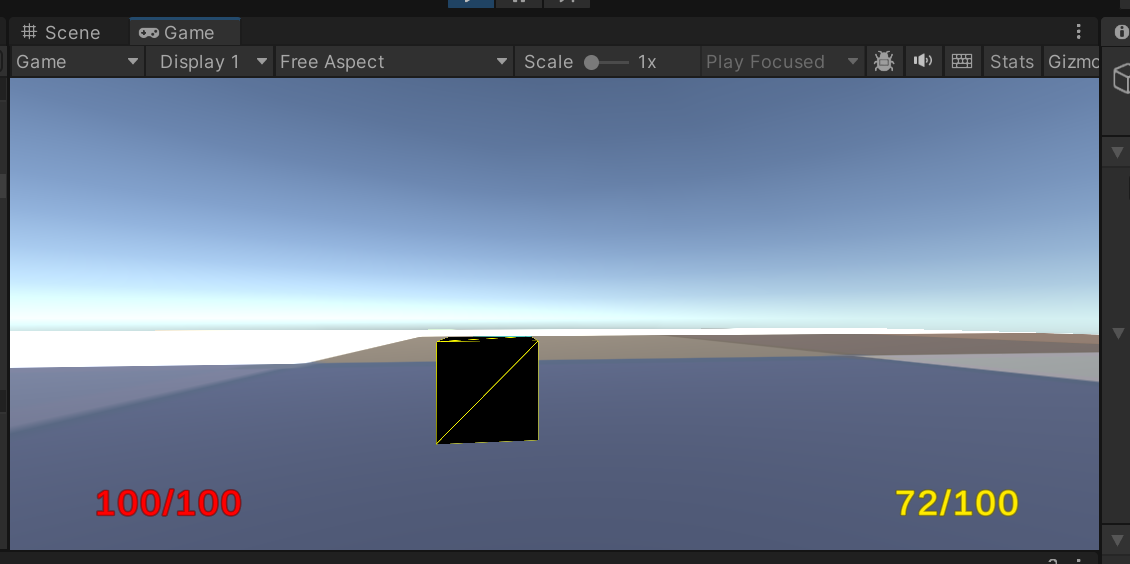 Scene Game
Game Display 1 Free Aspect Scale 1x Play Focused Stats Gizmo
100/100 72/100